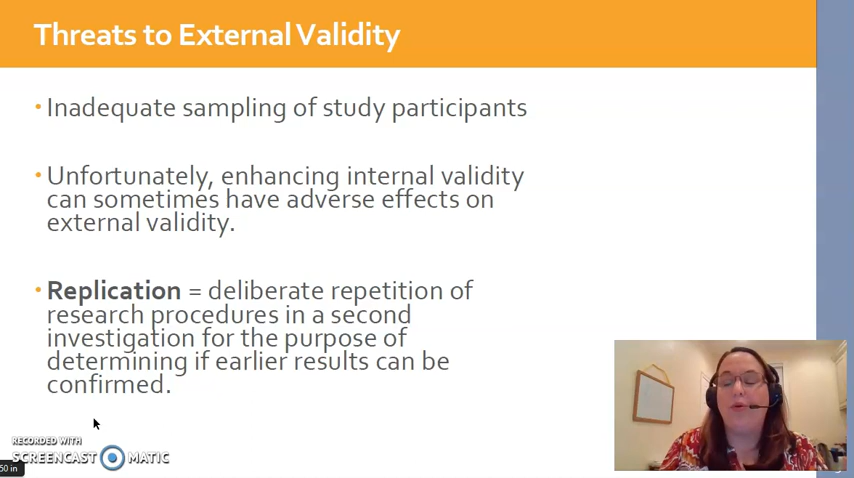 Threats to External Validity
• Inadequate sampling of study participants
• Unfortunately, enhancing internal validity
can sometimes have adverse effects on
external validity.
• Replication = deliberate repetition of
research procedures in a second
investigation for the purpose of
determining if earlier results can be
confirmed.
RECORDED WITH
SCREENCAST MATIC
50 in